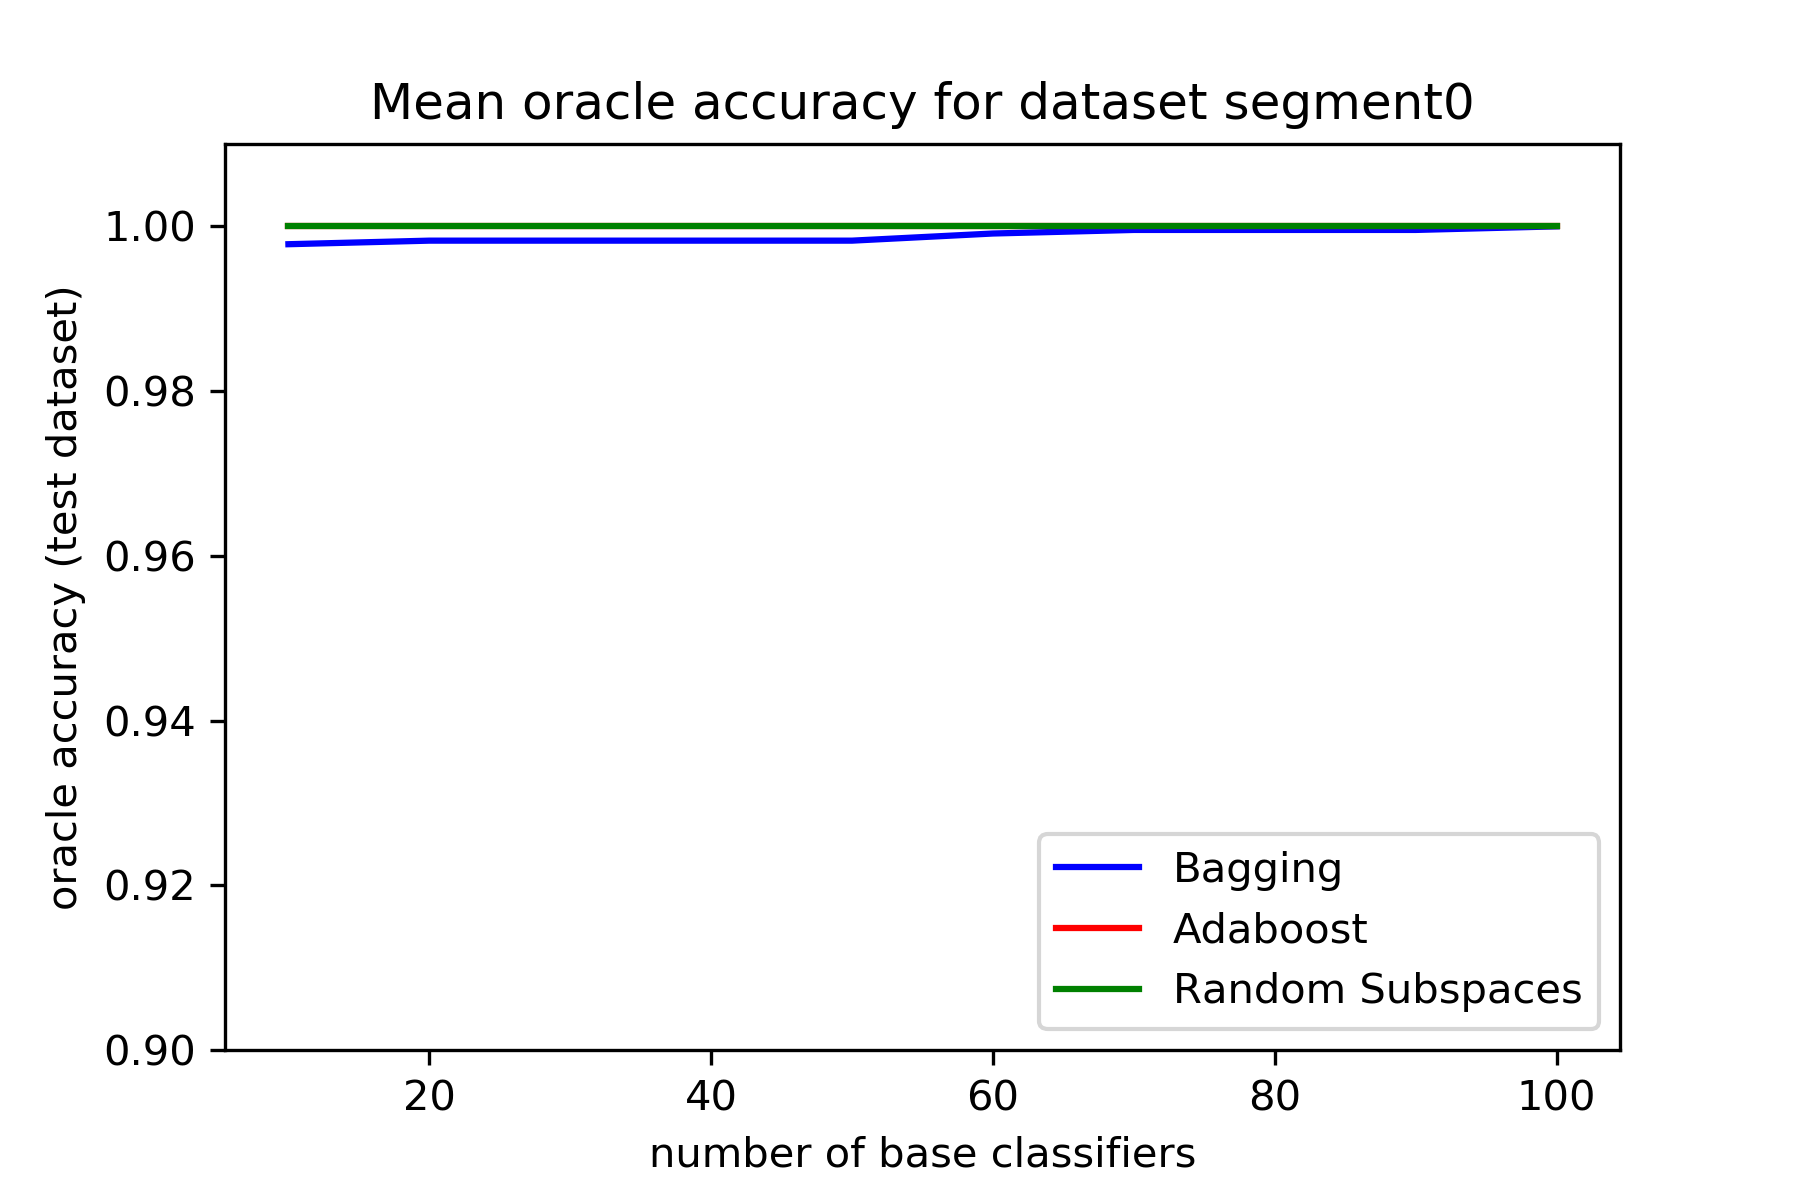 Mean oracle accuracy for dataset segment0
oracle accuracy (test dataset)
1.00
0.98
0.96
0.94
0.92
0.90
Bagging
Adaboost
Random Subspaces
20 40 60 80 100
number of base classifiers